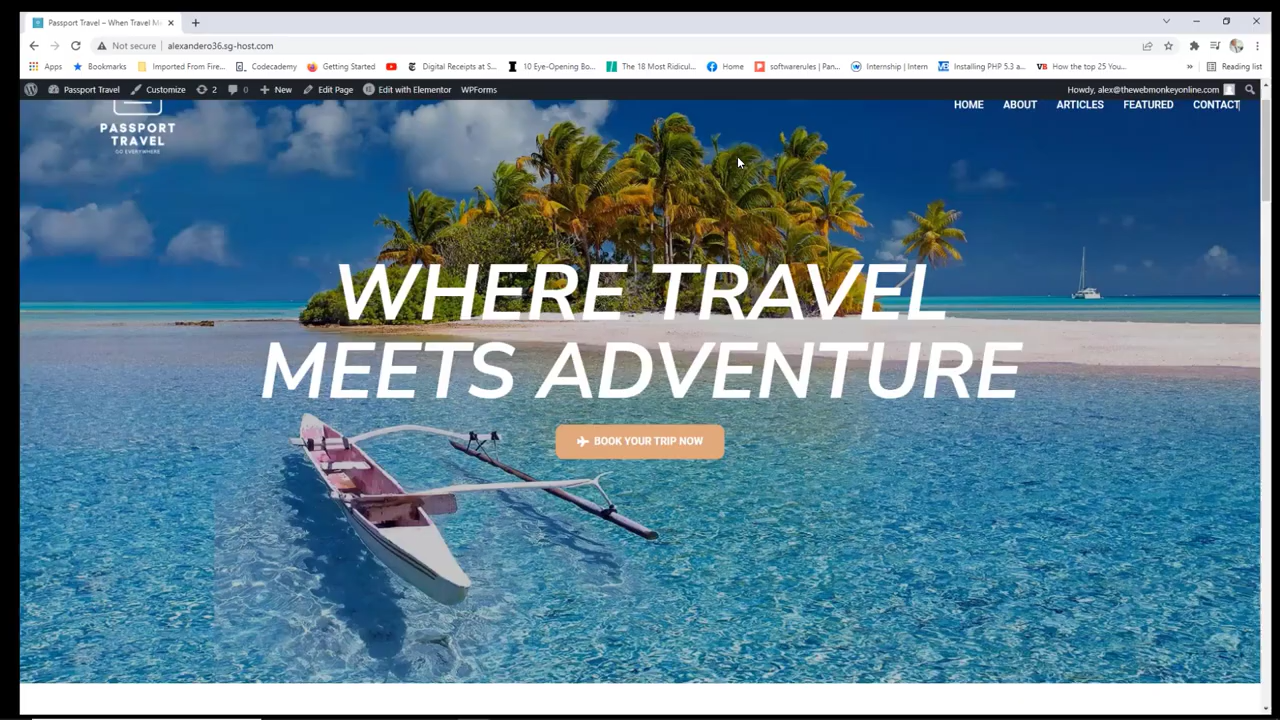 Passport Travel – When Travel M
Not secure
alexandero36.sg-host.com
Apps
Bookmarks
Imported From Fire...
Codecademy
Getting Started
Digital Receipts at S...
10 Eye-Opening Bo...
The 18 Most Ridicul...
Home
softwarerules | Pan...
Internship | Intern
Installing PHP 5.3 a...
How the top 25 You...
Reading list
Passport Travel
Customize
2
0
New
Edit Page
Edit with Elementor
WPForms
Howdy, alex@thewebmonkeyonline.com
HOME
ABOUT
ARTICLES
FEATURED
CONTACT
PASSPORT
TRAVEL
GO EVERYWHERE
WHERE TRAVEL
MEETS ADVENTURE
BOOK YOUR TRIP NOW